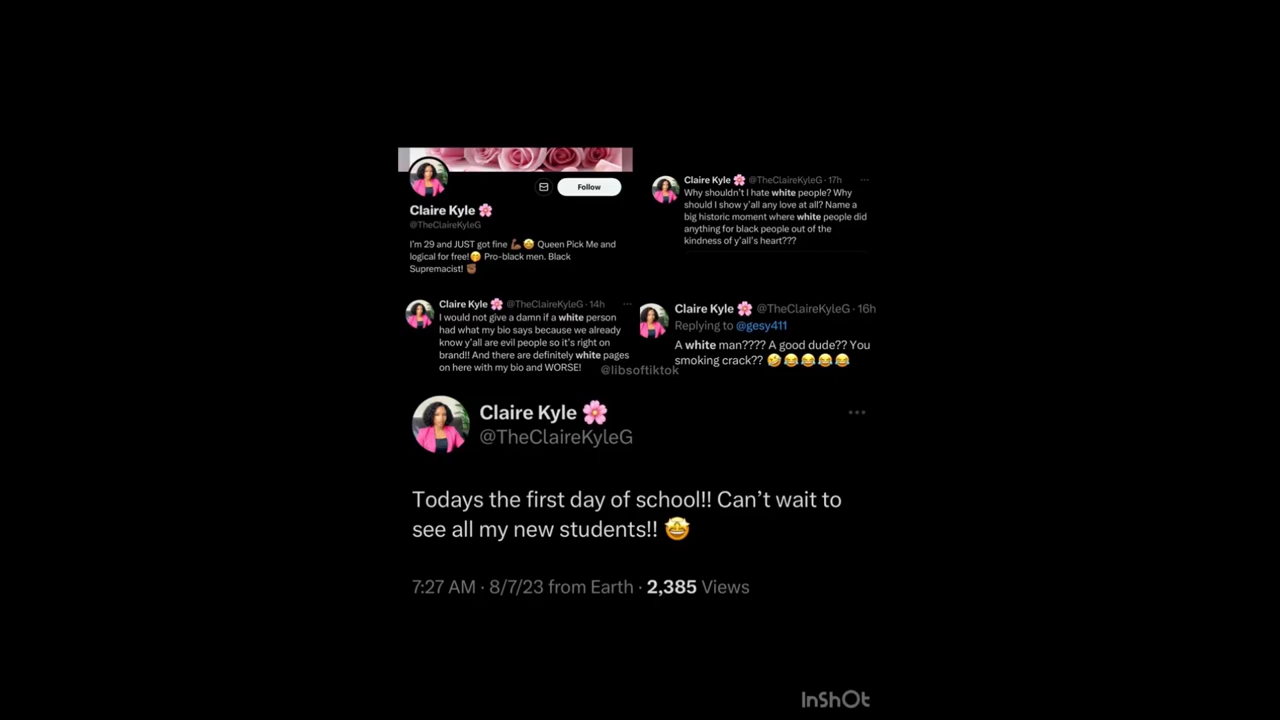 Follow
Claire Kyle 🌸
@TheClaireKyleG
I'm 29 and JUST got fine 💪🏾🤩 Queen Pick Me and
logical for free!🤭 Pro-black men. Black
Supremacist! ✊🏾
Claire Kyle 🌸 @TheClaireKyleG · 17h
Why shouldn't I hate white people? Why
should I show y'all any love at all? Name a
big historic moment where white people did
anything for black people out of the
kindness of y'all's heart???
Claire Kyle 🌸 @TheClaireKyleG · 14h
I would not give a damn if a white person
had what my bio says because we already
know y'all are evil people so it's right on
brand!! And there are definitely white pages
on here with my bio and WORSE!
Claire Kyle 🌸 @TheClaireKyleG · 16h
Replying to @gesy411
A white man???? A good dude?? You
smoking crack?? 🤣😂😂😂😂
@libsoftiktok
Claire Kyle 🌸
@TheClaireKyleG
Todays the first day of school!! Can't wait to
see all my new students!! 🤩
7:27 AM · 8/7/23 from Earth · 2,385 Views
InShOt